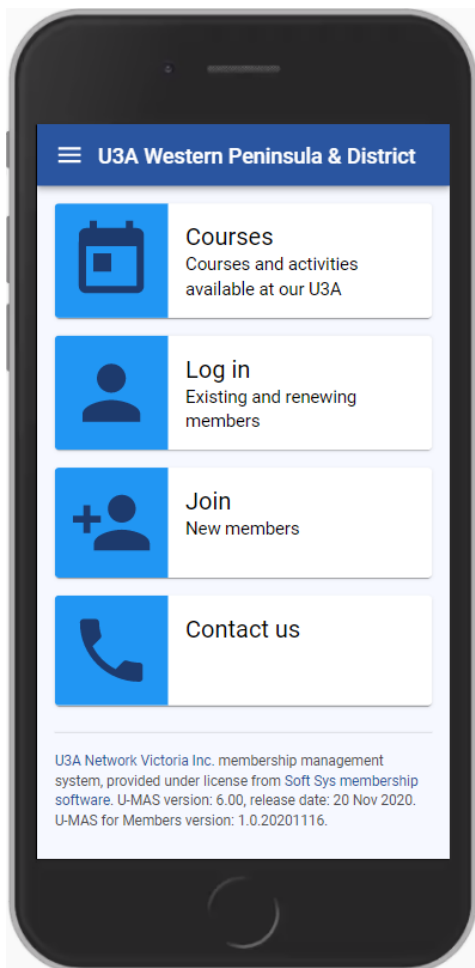 U3A Western Peninsula & District
Courses
Courses and activities
available at our U3A
Log in
Existing and renewing
members
Join
New members
Contact us
U3A Network Victoria Inc. membership management
system, provided under license from Soft Sys membership
software. U-MAS version: 6.00, release date: 20 Nov 2020.
U-MAS for Members version: 1.0.20201116.